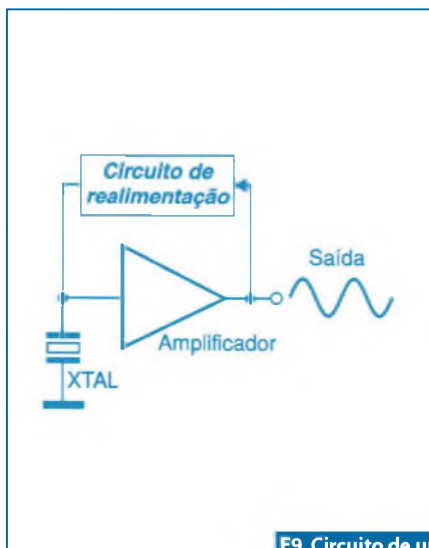 Circuito de
realimentação
Saída
Amplificador
XTAL
F9. Circuito de